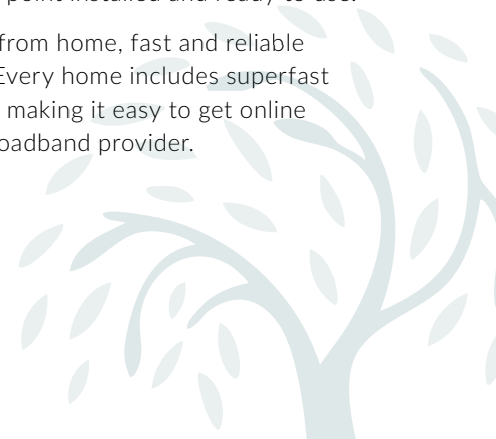 point installed and ready to use.
from home, fast and reliable
Every home includes superfast
making it easy to get online
oadband provider.